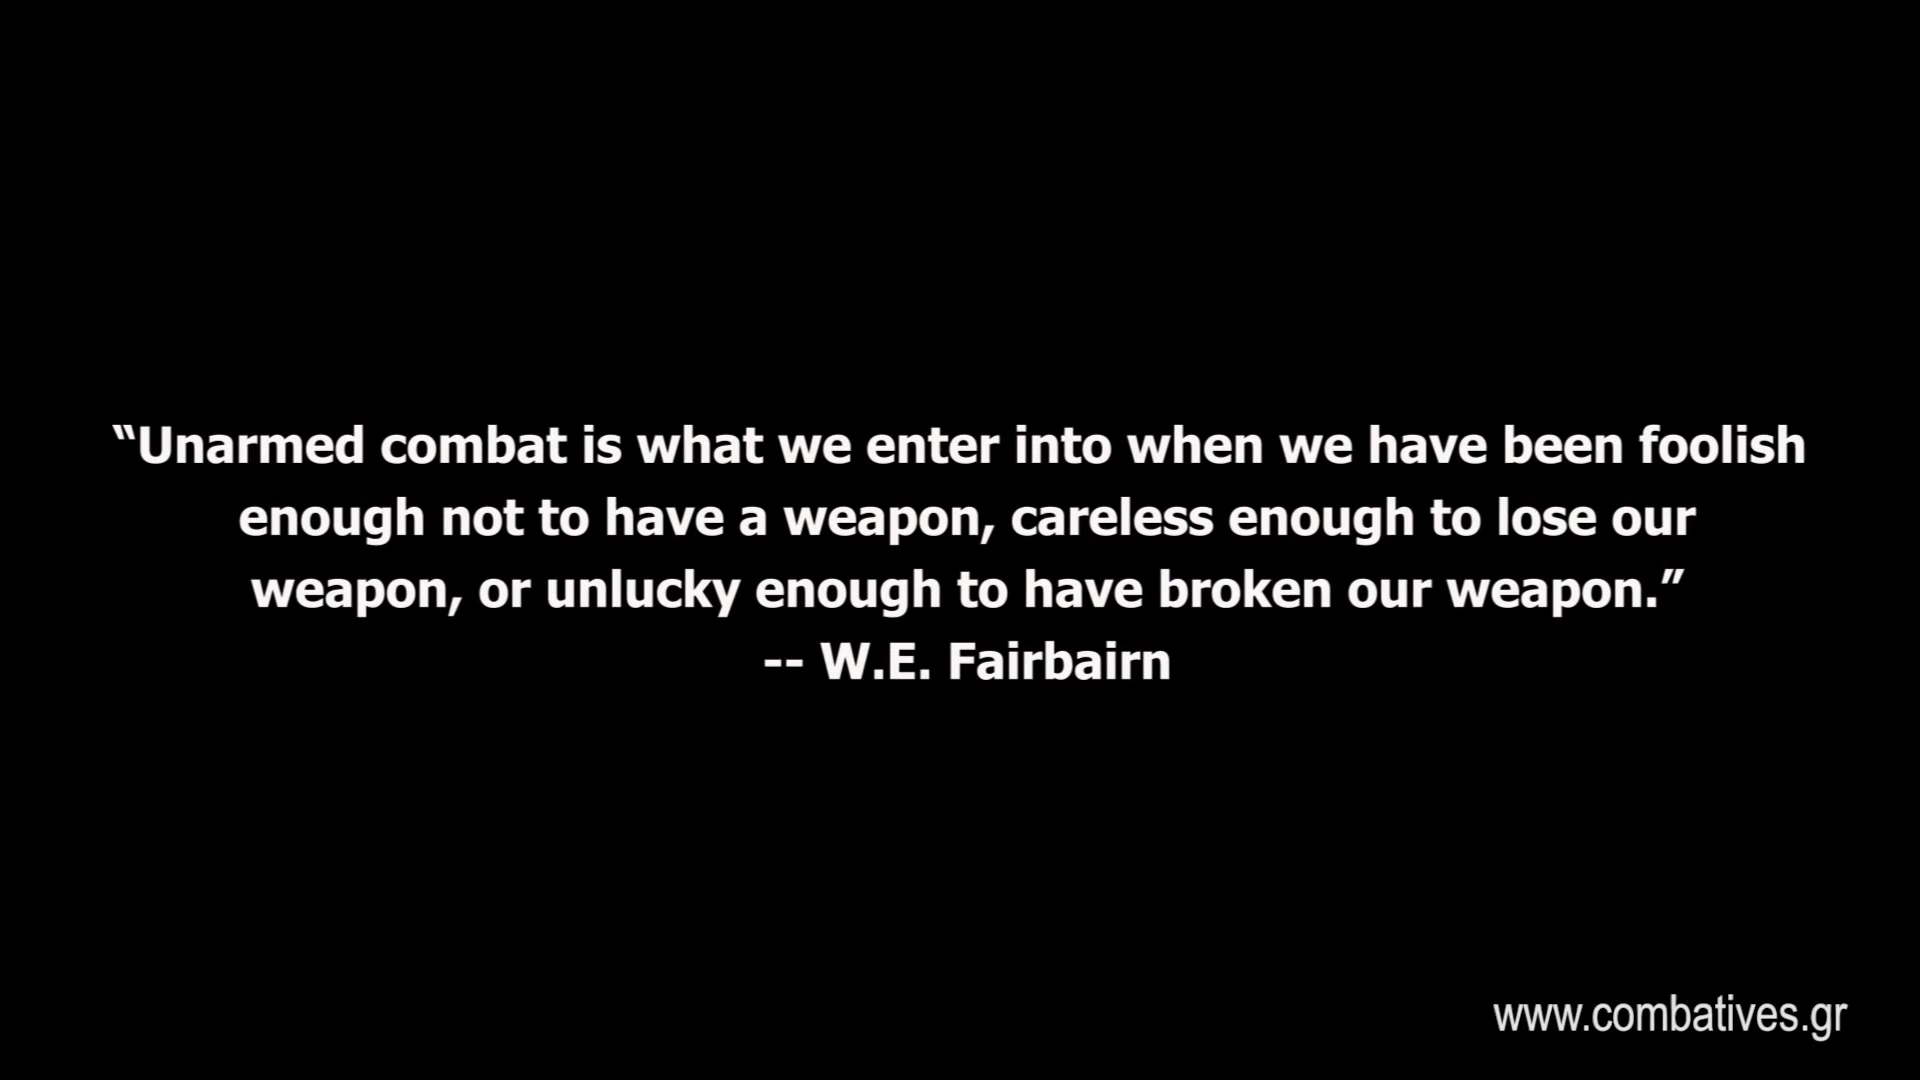 “Unarmed combat is what we enter into when we have been foolish
enough not to have a weapon, careless enough to lose our
weapon, or unlucky enough to have broken our weapon.”
-- W.E. Fairbairn
www.combatives.gr